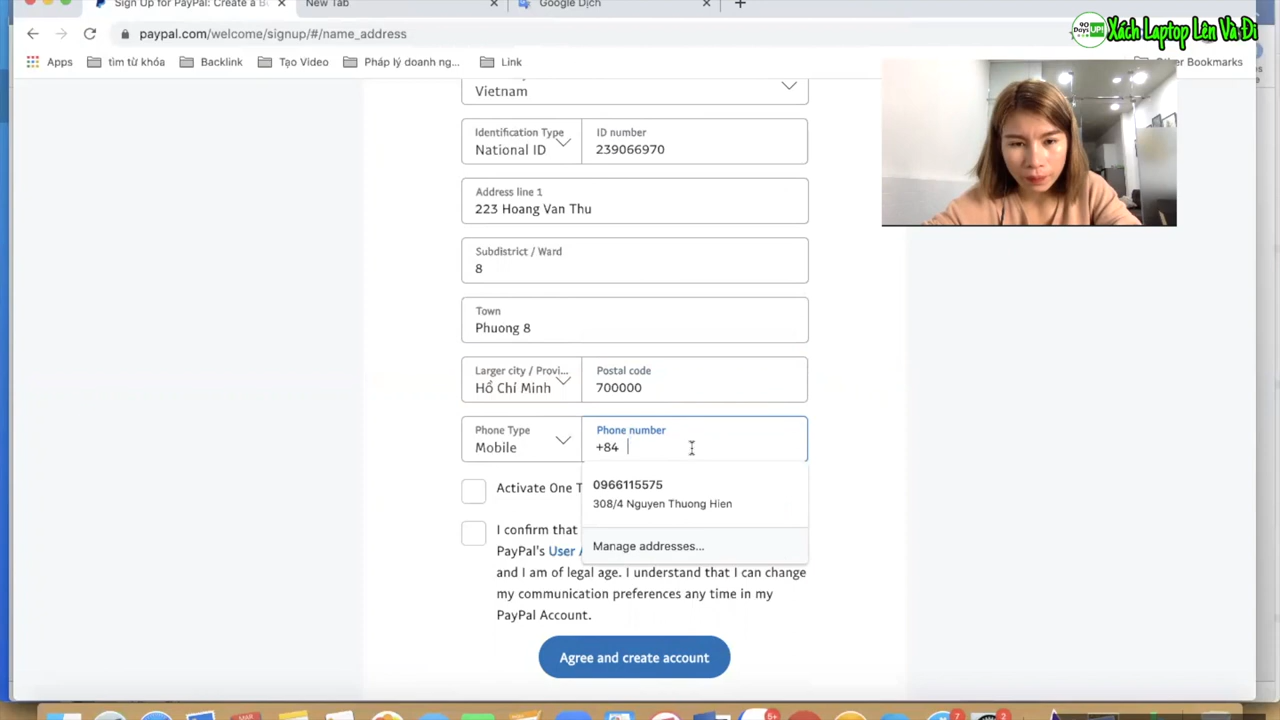 Sign Up for PayPal: Create a B
New Tab
Google Dịch
paypal.com/welcome/signup/#/name_address
90 Days UP!
Xách Laptop Lên Và Đi
Apps
tìm từ khóa
Backlink
Tạo Video
Pháp lý doanh ng...
Link
Other Bookmarks
Vietnam
Identification Type
National ID
ID number
239066970
Address line 1
223 Hoang Van Thu
Subdistrict / Ward
8
Town
Phuong 8
Larger city / Provi...
Hồ Chí Minh
Postal code
700000
Phone Type
Mobile
Phone number
+84
Activate One T
0966115575
308/4 Nguyen Thuong Hien
Manage addresses...
I confirm that
PayPal's User A
and I am of legal age. I understand that I can change
my communication preferences any time in my
PayPal Account.
Agree and create account